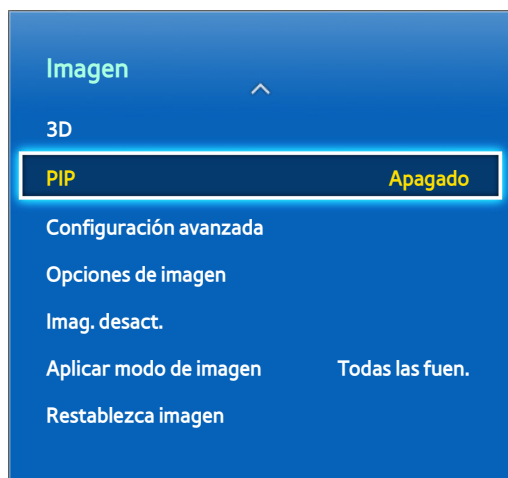 Imagen
3D
PIP Apagado
Configuración avanzada
Opciones de imagen
Imag. desact.
Aplicar modo de imagen Todas las fuen.
Restablezca imagen